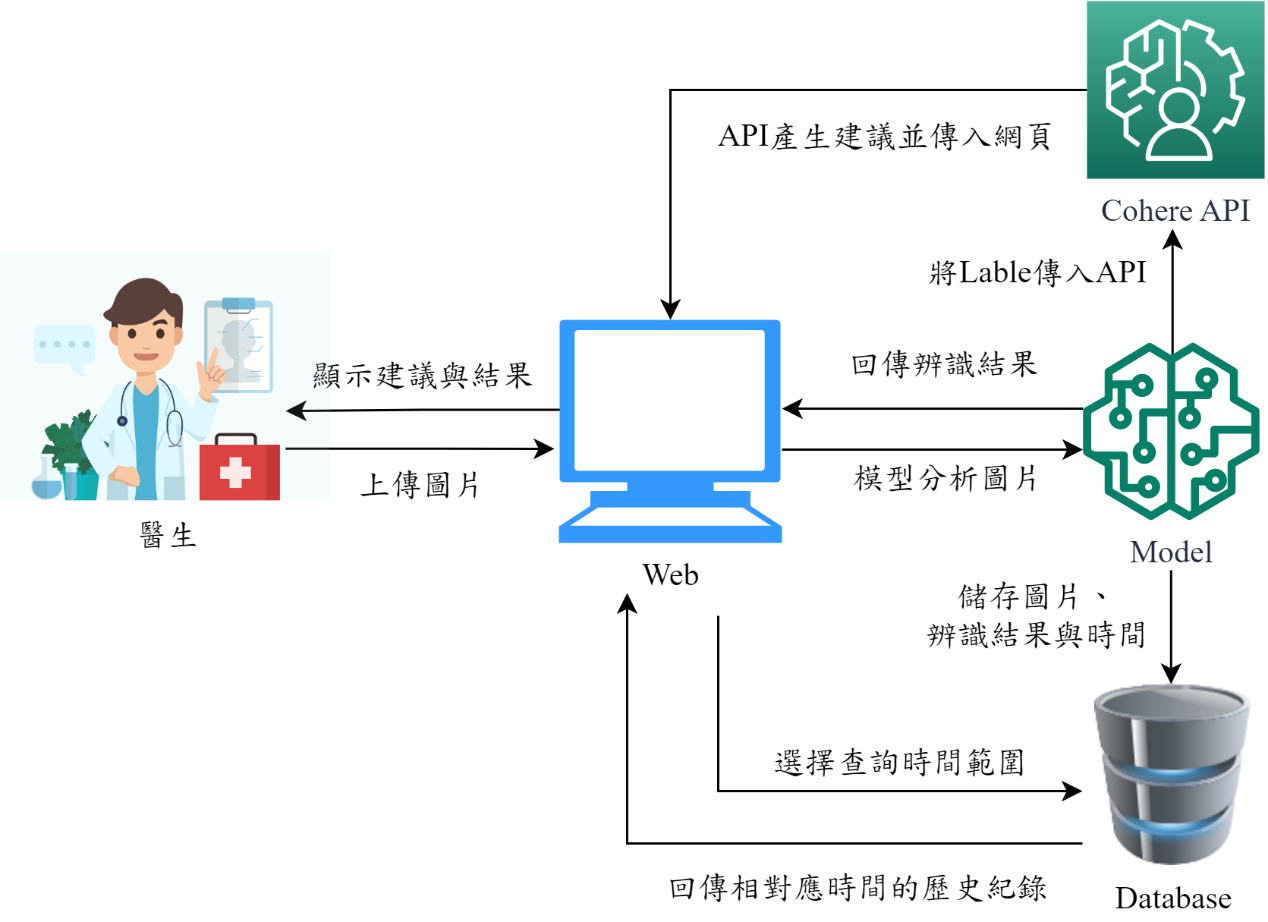 API產生建議並傳入網頁
Cohere API
將Lable傳入API
顯示建議與結果
回傳辨識結果
上傳圖片
模型分析圖片
醫生
Web
Model
儲存圖片、
辨識結果與時間
選擇查詢時間範圍
回傳相對應時間的歷史紀錄
Database